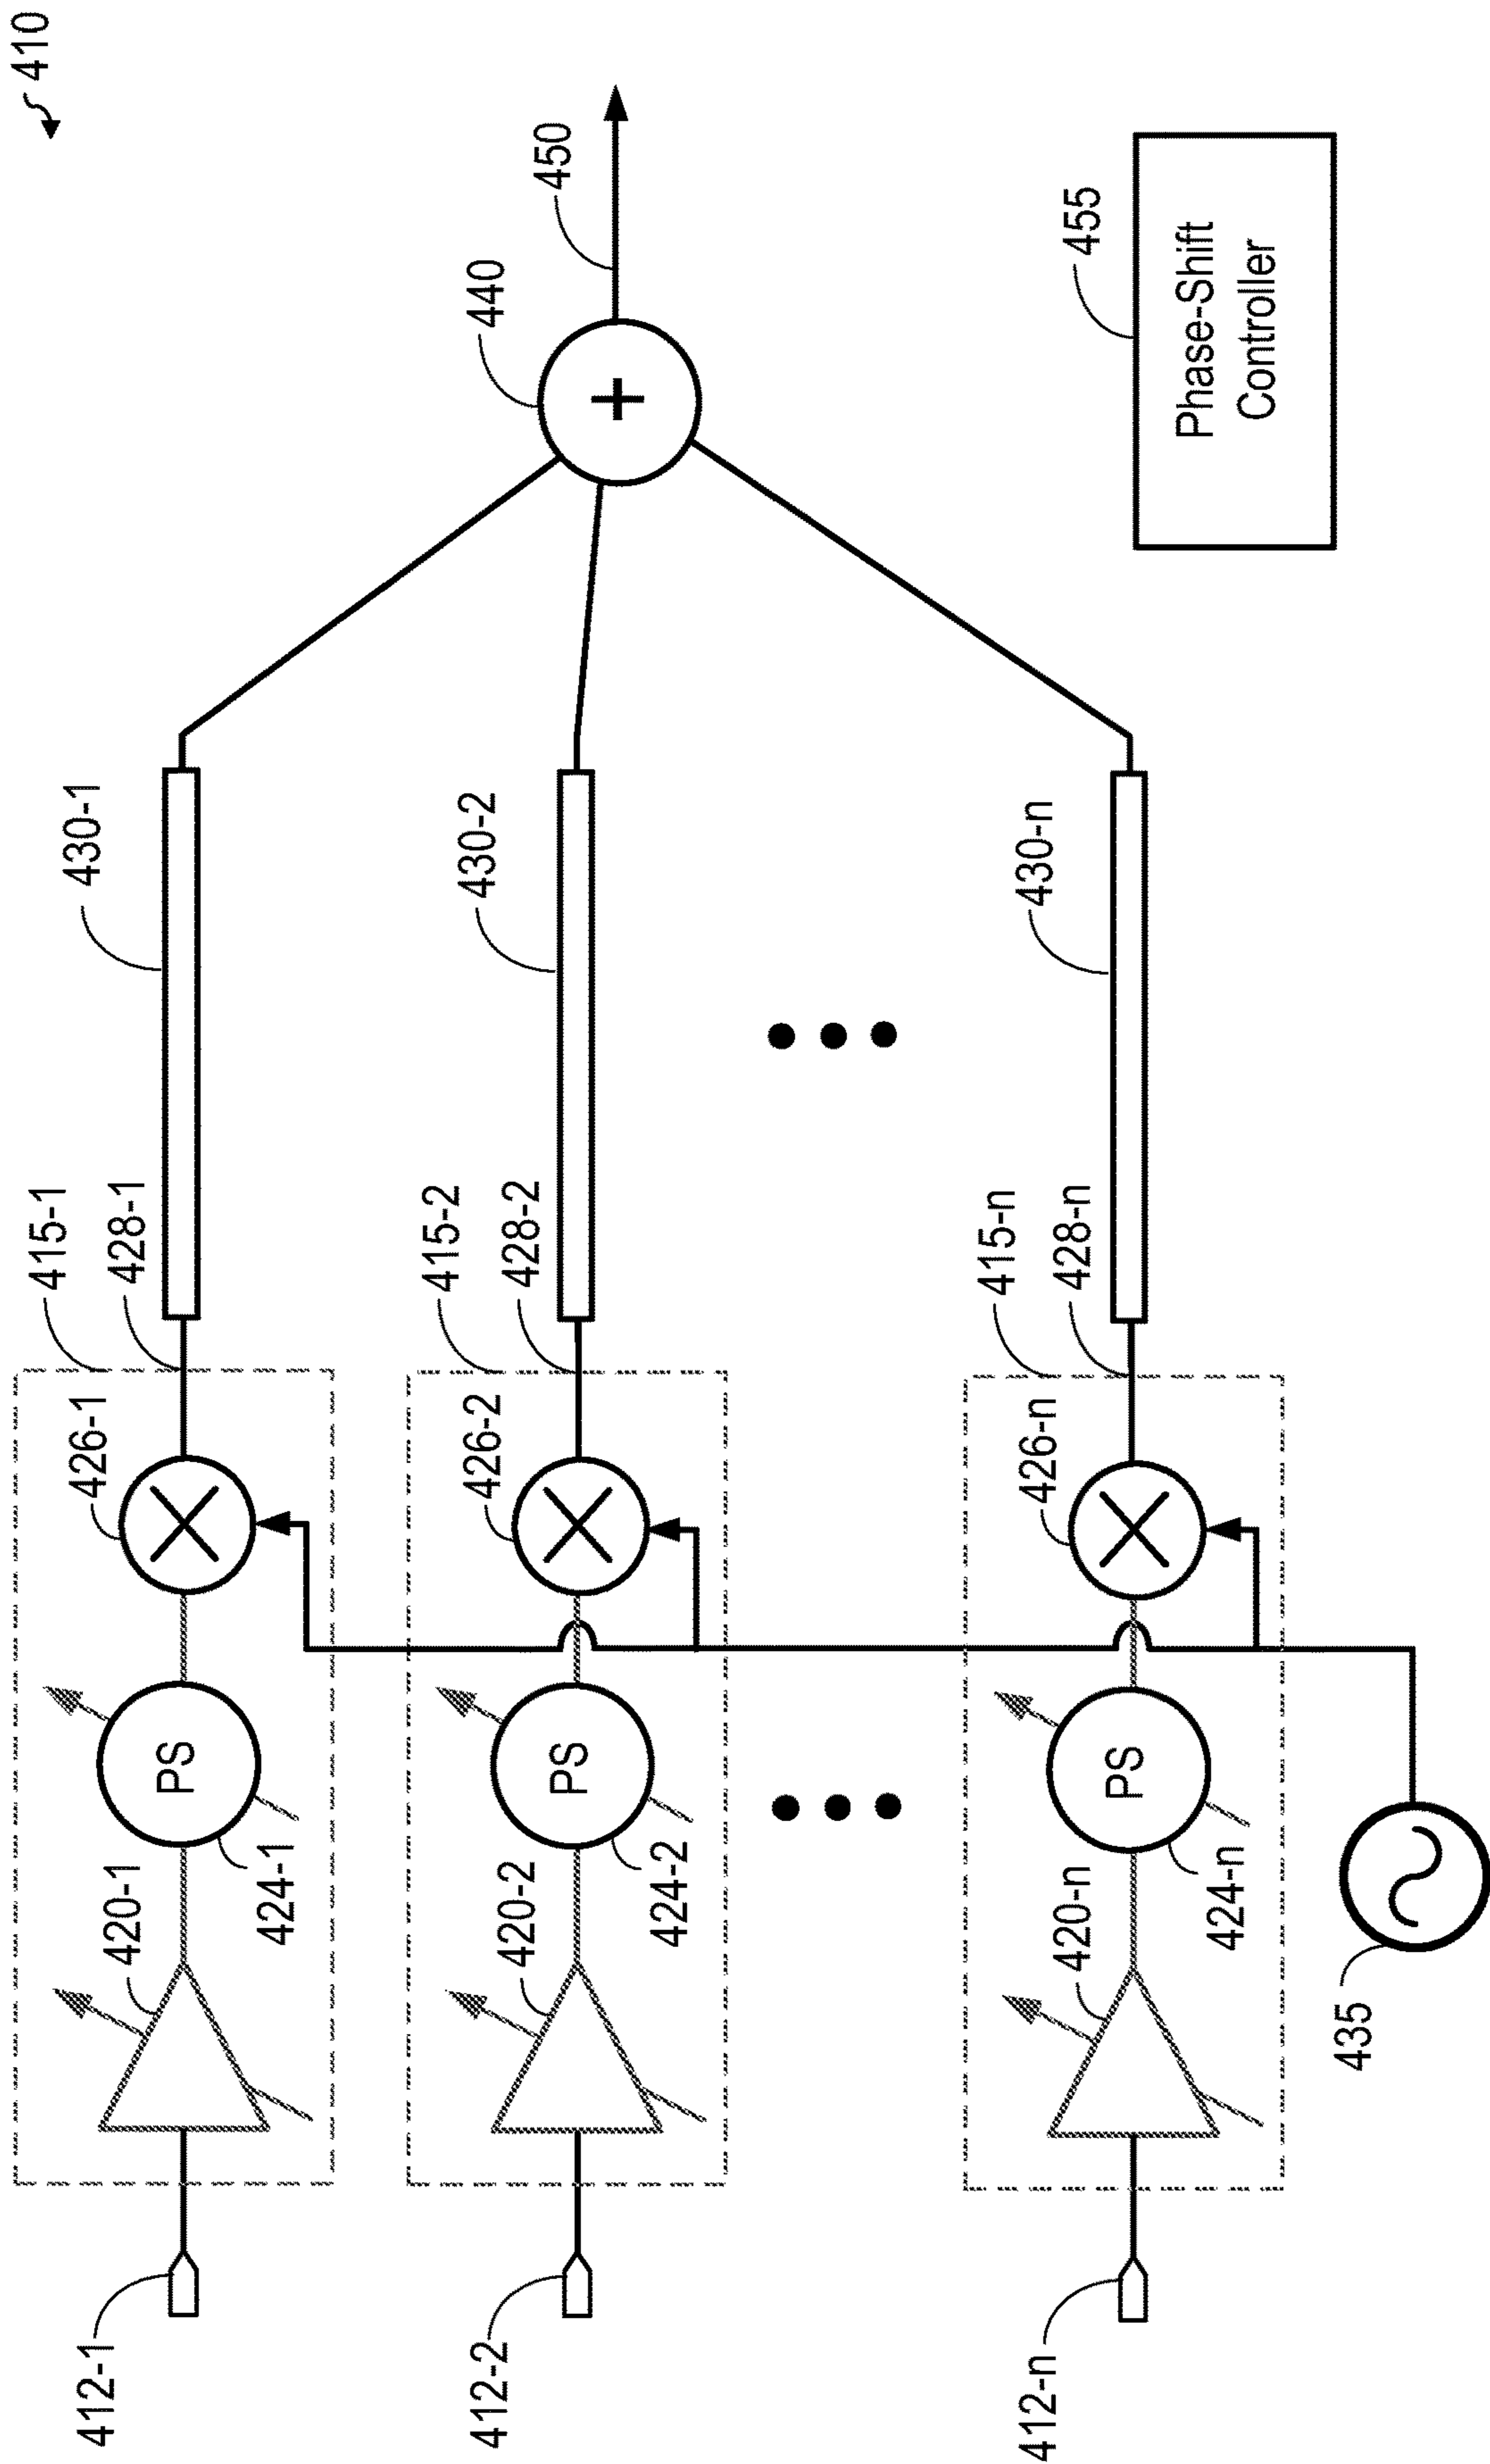 410
415-1
412-1
420-1
424-1
PS
426-1
428-1
430-1
415-2
412-2
420-2
424-2
PS
426-2
428-2
430-2
440
+
450
415-n
412-n
420-n
424-n
PS
426-n
428-n
430-n
435
455
Phase-Shift
Controller